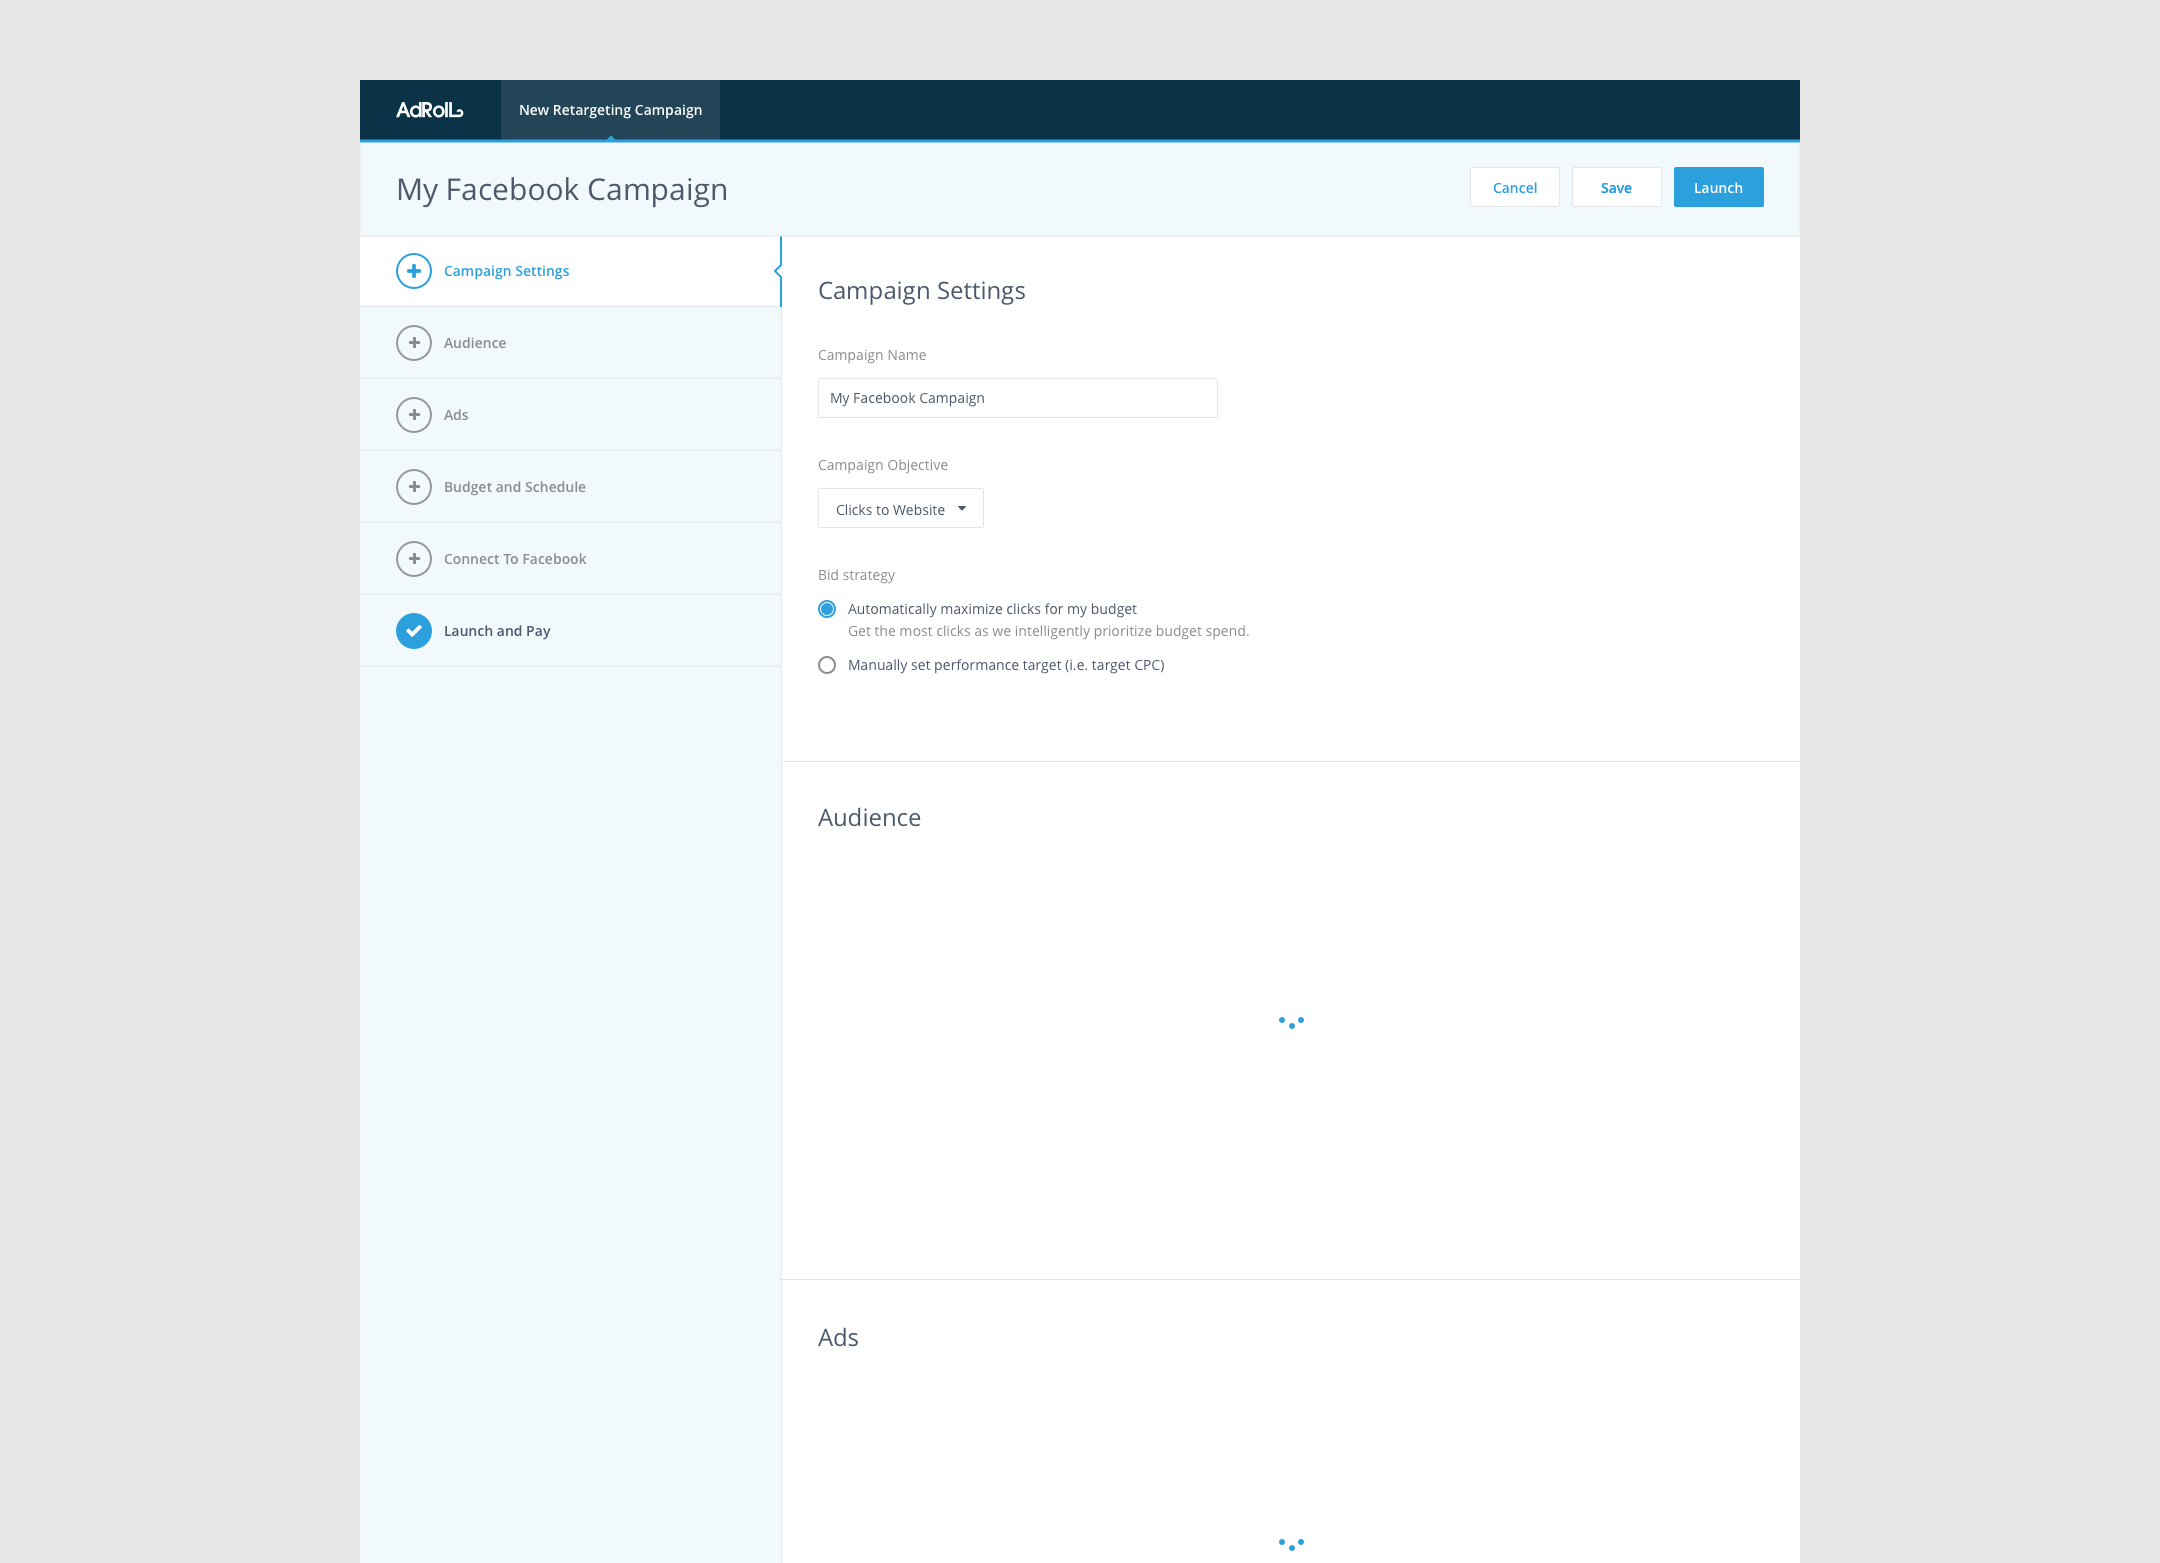 AdRoll
New Retargeting Campaign
My Facebook Campaign
Cancel
Save
Launch
Campaign Settings
Audience
Ads
Budget and Schedule
Connect To Facebook
Launch and Pay
Campaign Settings
Campaign Name
My Facebook Campaign
Campaign Objective
Clicks to Website
Bid strategy
Automatically maximize clicks for my budget
Get the most clicks as we intelligently prioritize budget spend.
Manually set performance target (i.e. target CPC)
Audience
Ads